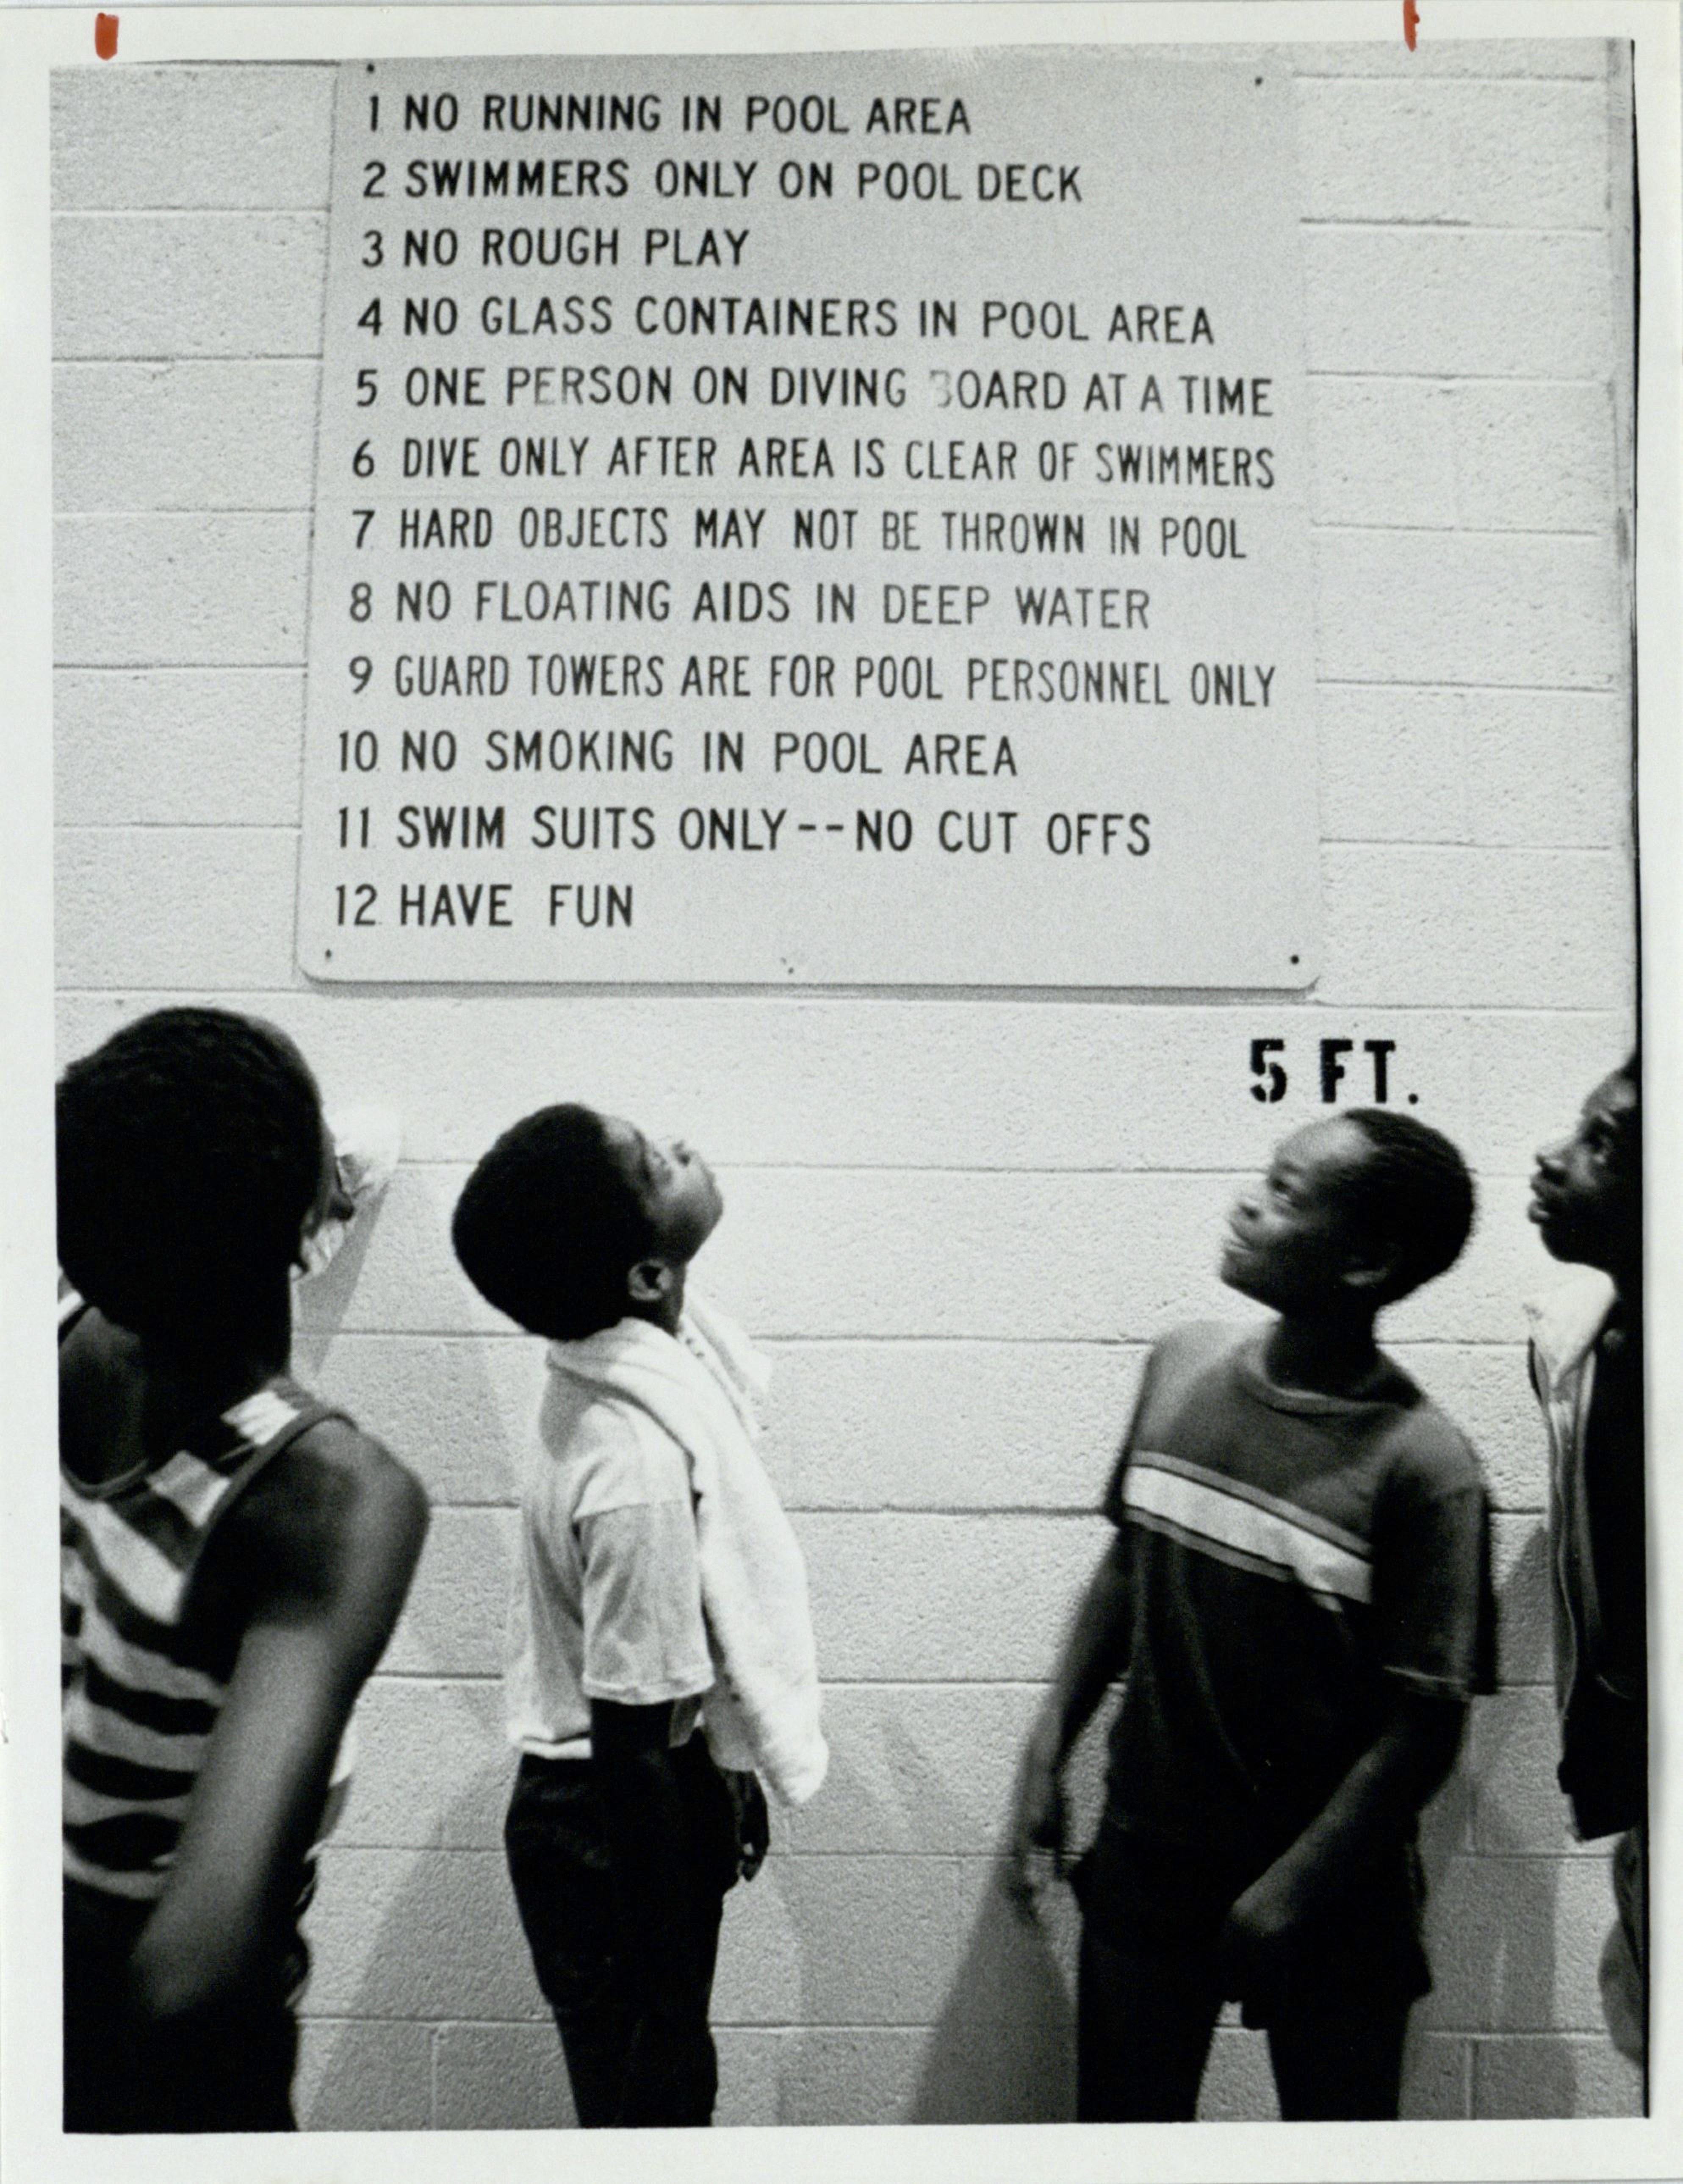 1 NO RUNNING IN POOL AREA
2 SWIMMERS ONLY ON POOL DECK
3 NO ROUGH PLAY
4 NO GLASS CONTAINERS IN POOL AREA
5 ONE PERSON ON DIVING BOARD AT A TIME
6 DIVE ONLY AFTER AREA IS CLEAR OF SWIMMERS
7 HARD OBJECTS MAY NOT BE THROWN IN POOL
8 NO FLOATING AIDS IN DEEP WATER
9 GUARD TOWERS ARE FOR POOL PERSONNEL ONLY
10 NO SMOKING IN POOL AREA
11 SWIM SUITS ONLY--NO CUT OFFS
12 HAVE FUN
5 FT.